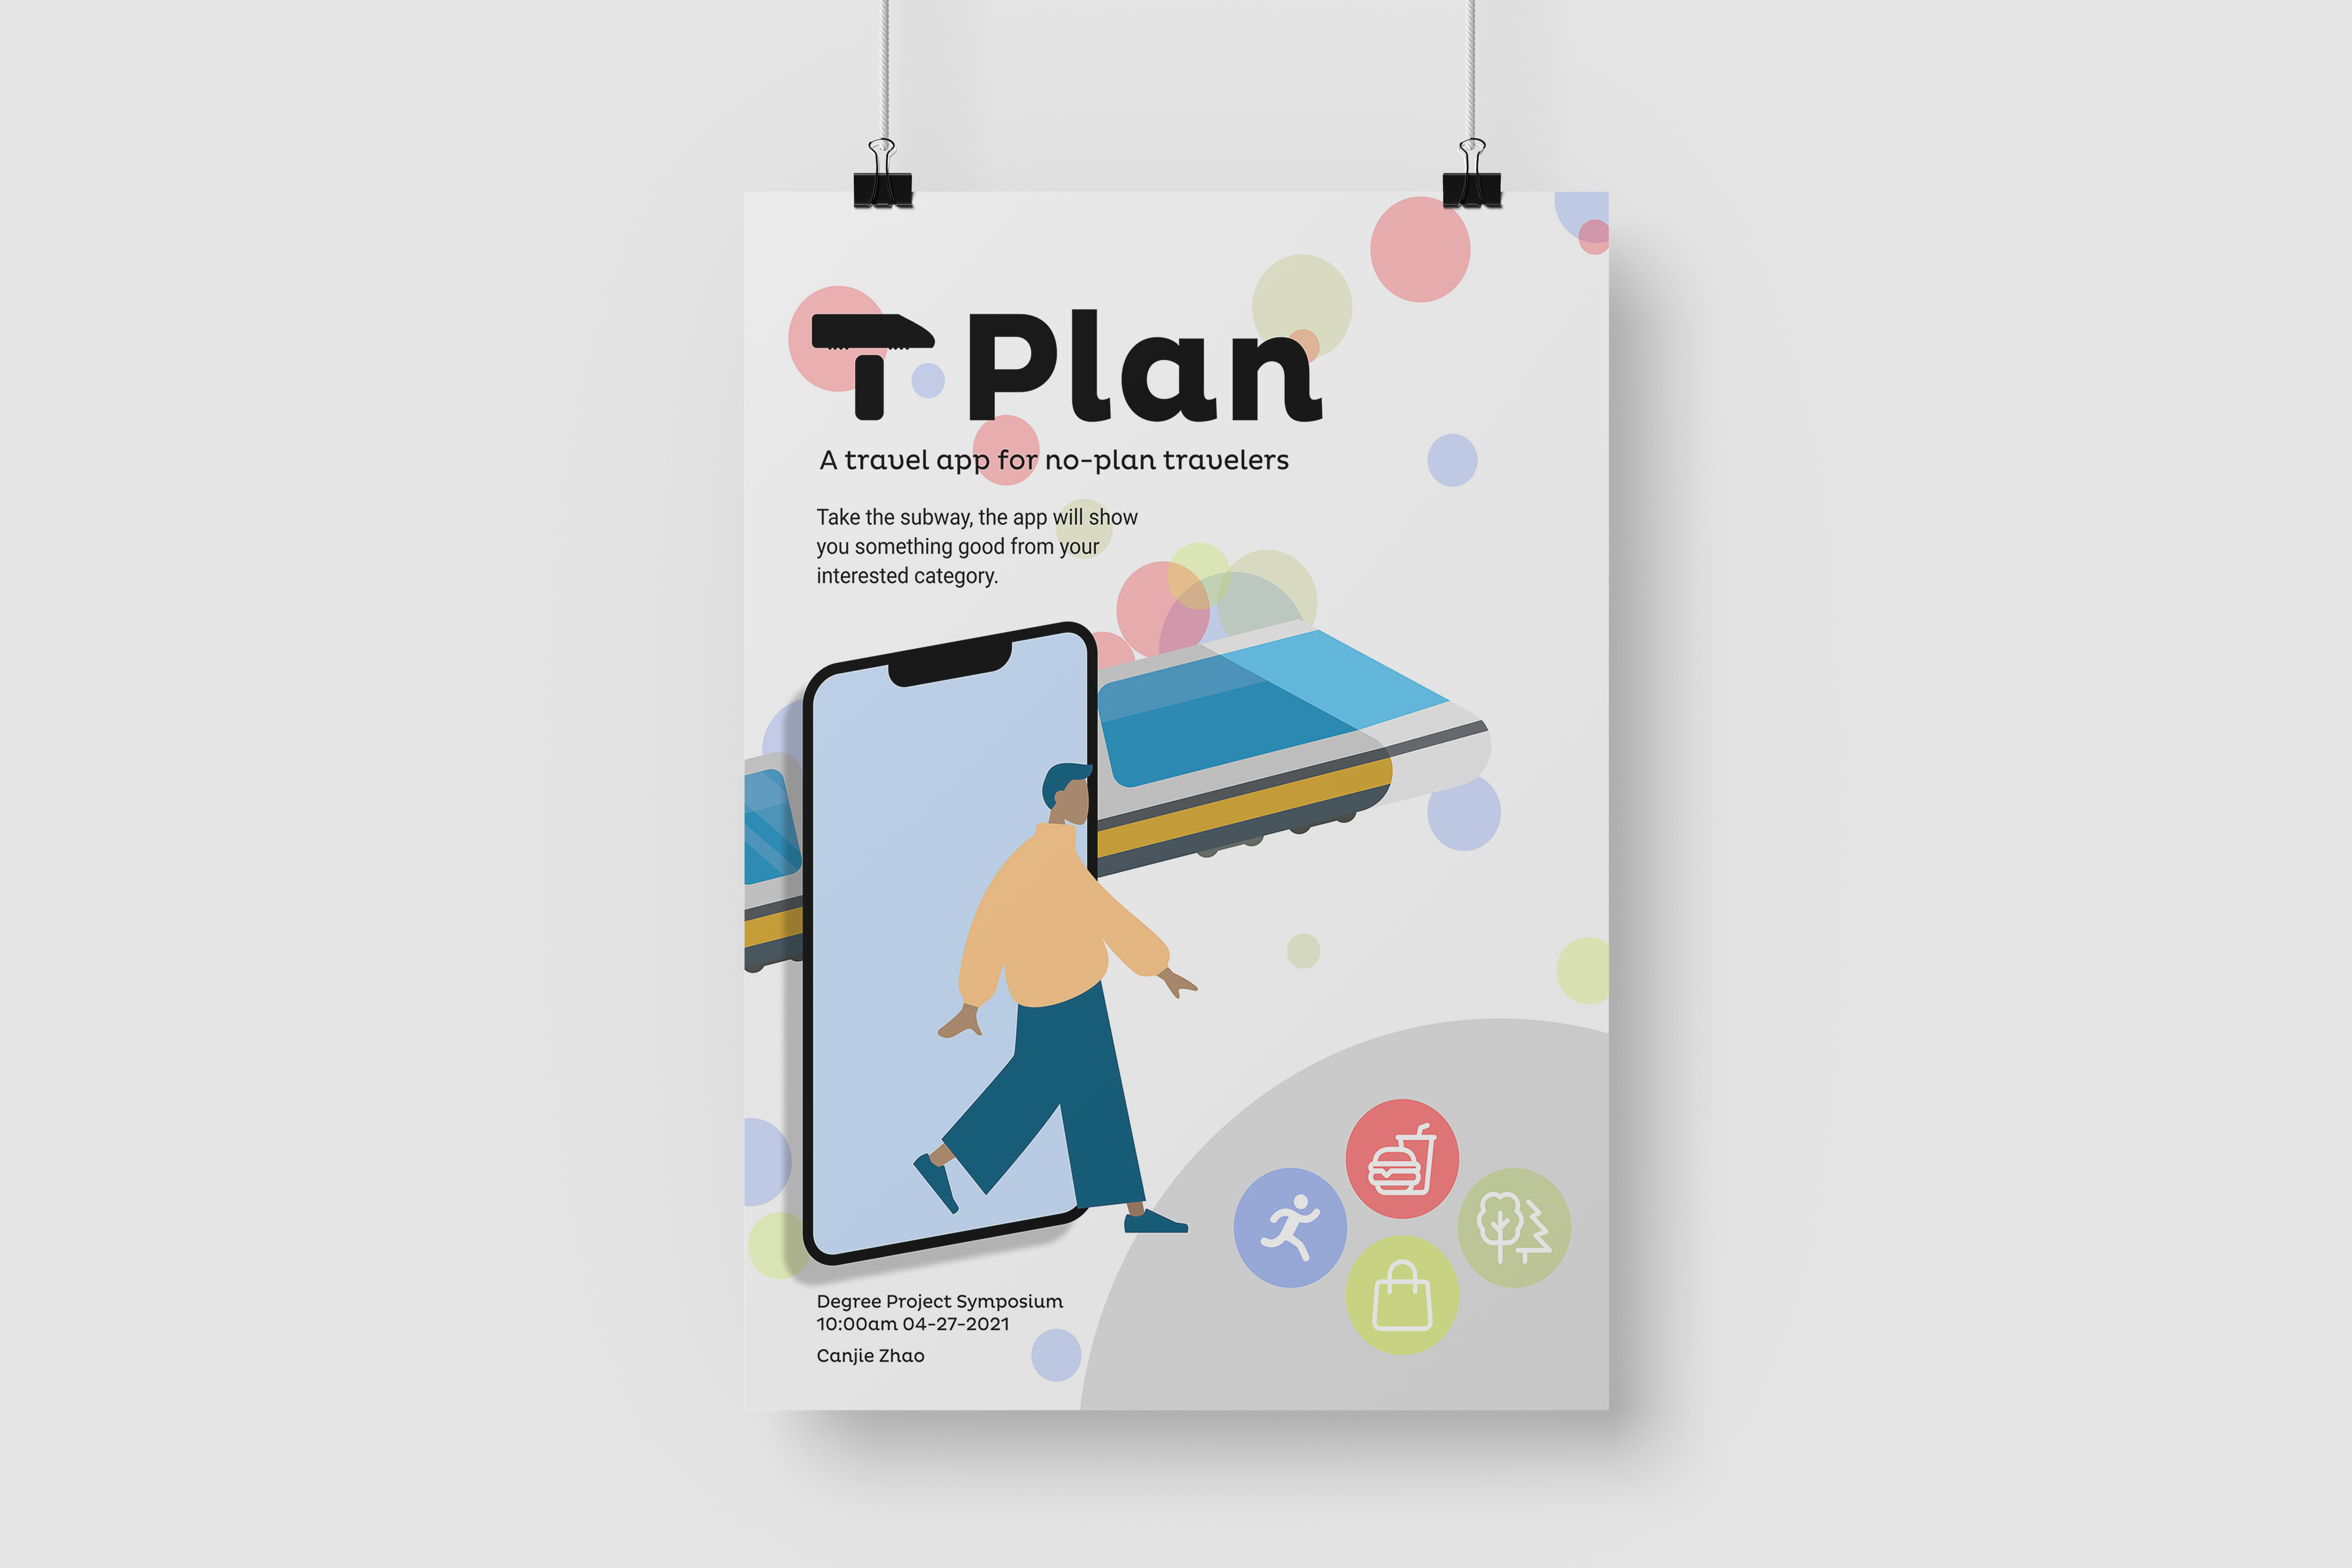 T Plan
A travel app for no-plan travelers
Take the subway, the app will show
you something good from your
interested category.
Degree Project Symposium
10:00am 04-27-2021
Canjie Zhao